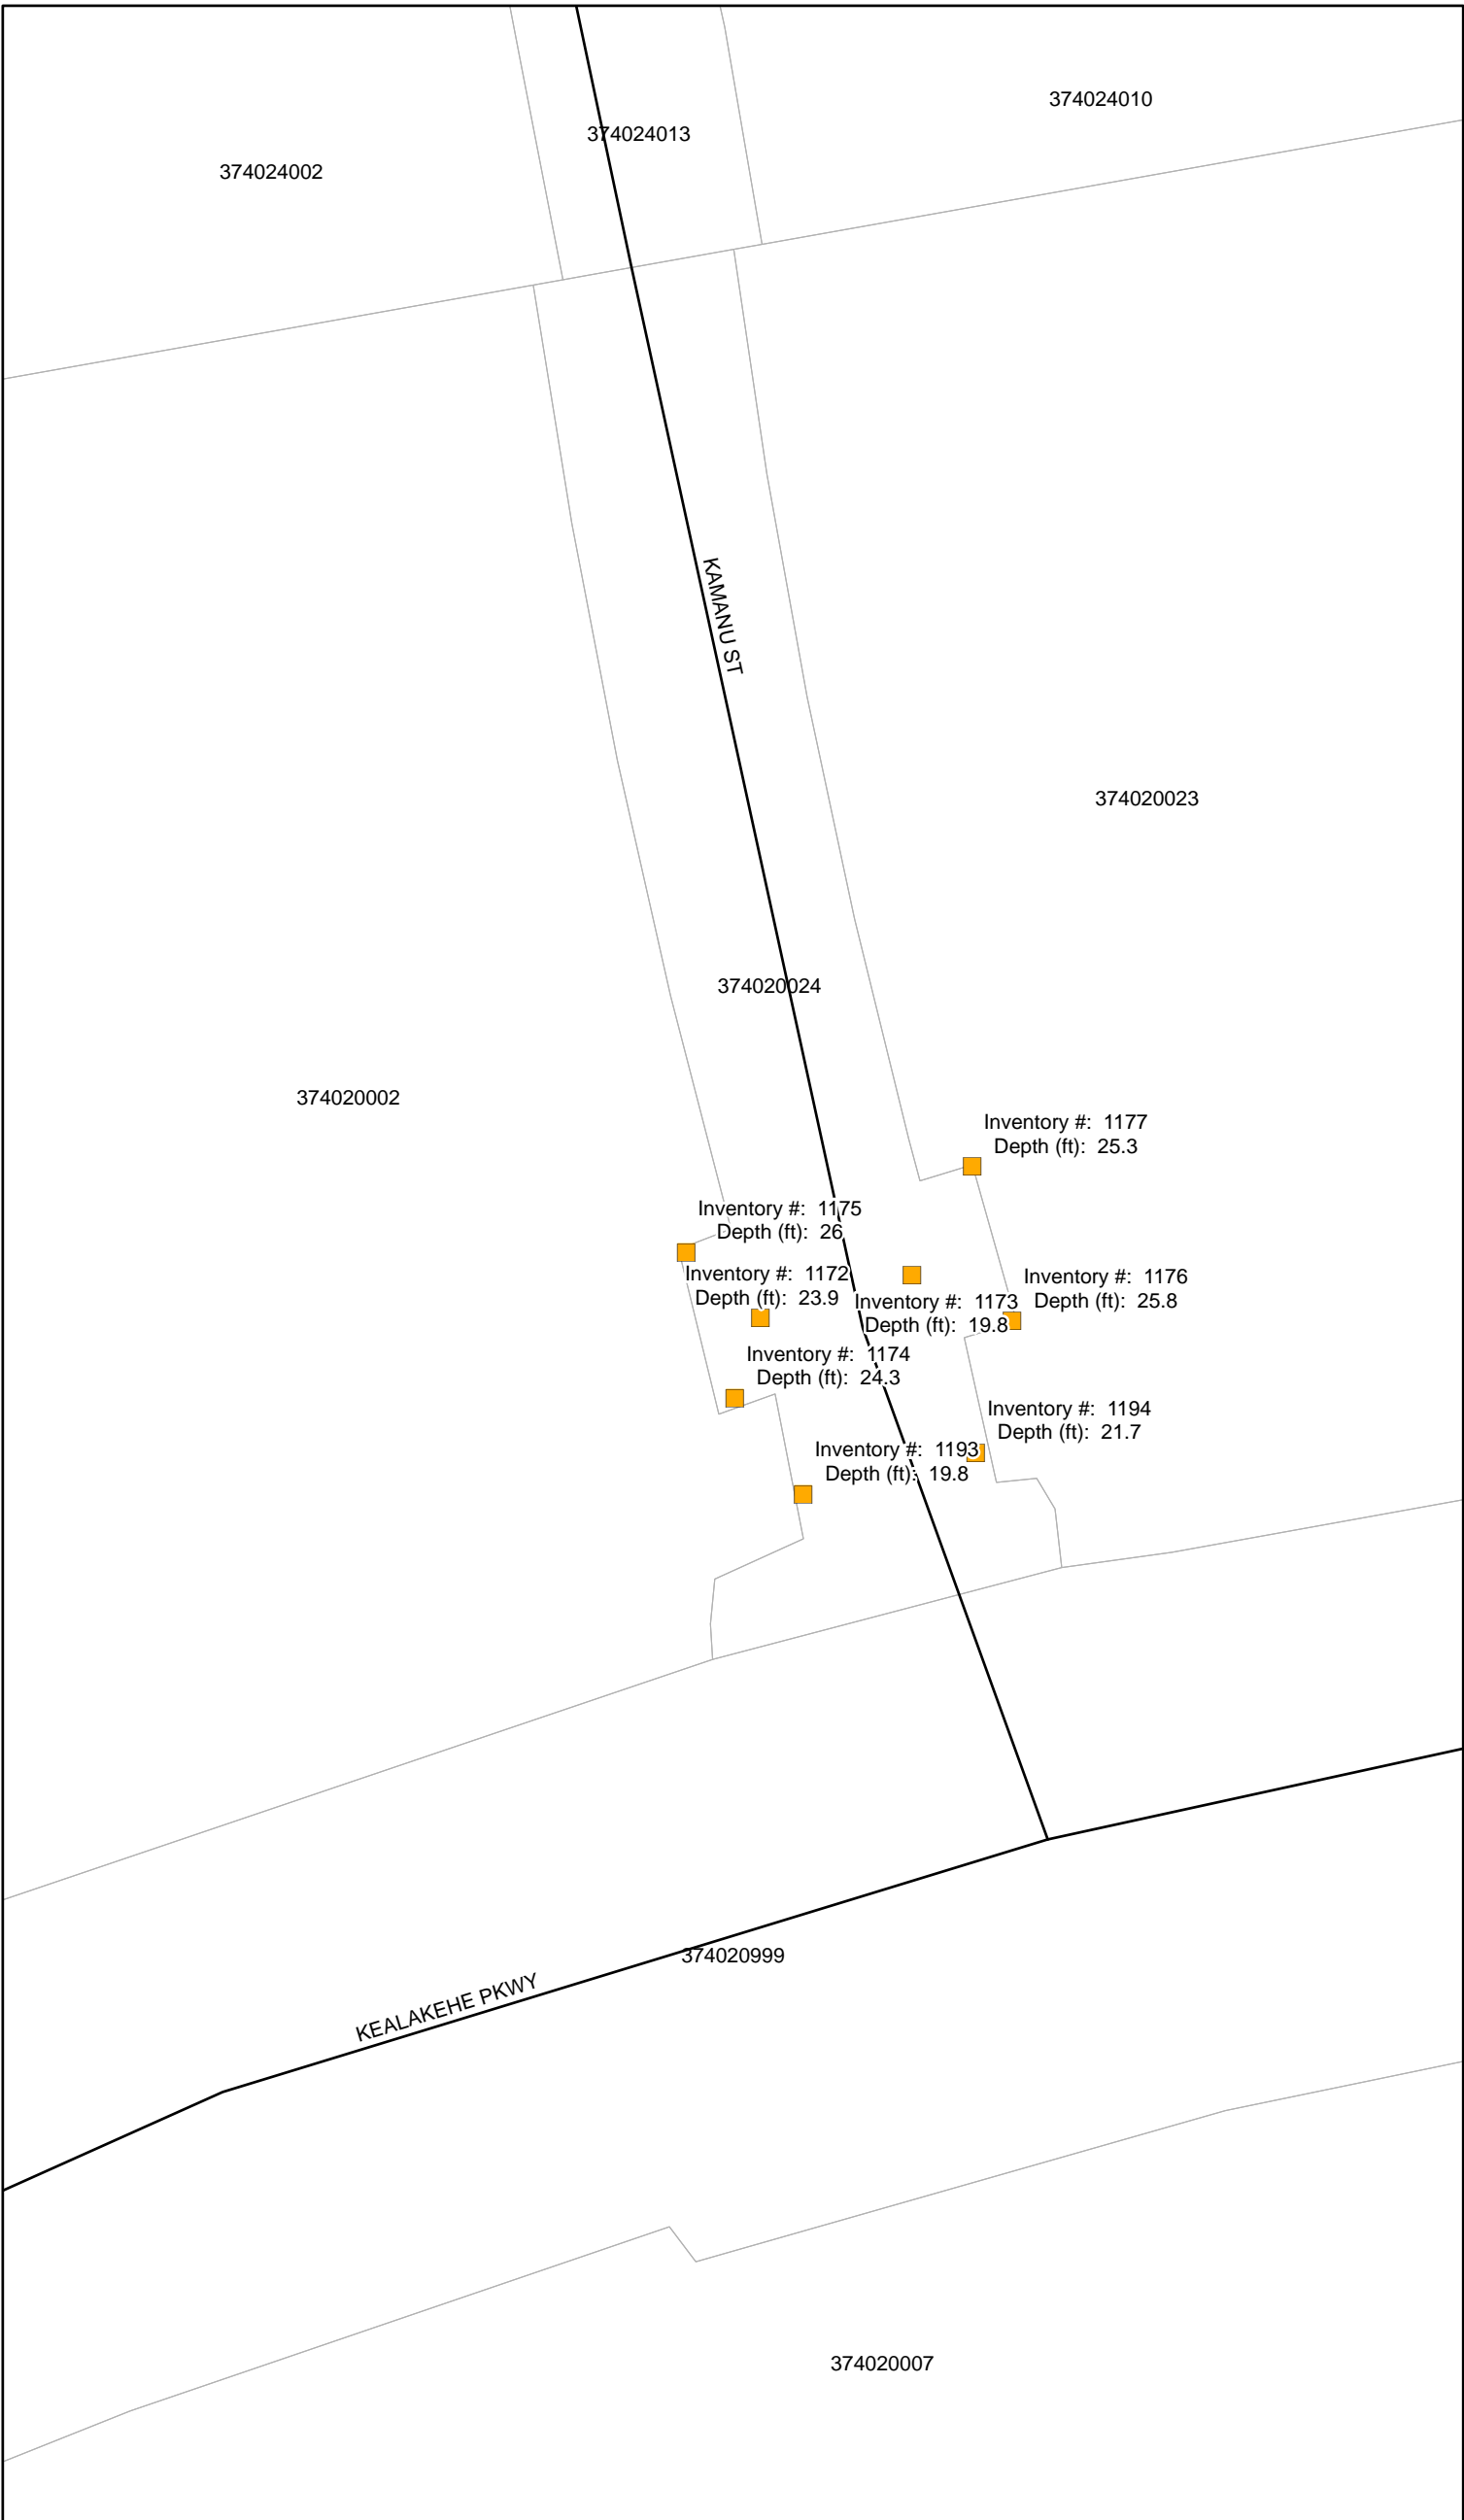 374024010
374024013
374024002
KAMANU ST
374020023
374020024
374020002
Inventory #: 1177
Depth (ft): 25.3
Inventory #: 1175
Depth (ft): 26
Inventory #: 1172
Depth (ft): 23.9
Inventory #: 1173
Depth (ft): 19.8
Inventory #: 1176
Depth (ft): 25.8
Inventory #: 1174
Depth (ft): 24.3
Inventory #: 1194
Depth (ft): 21.7
Inventory #: 1193
Depth (ft): 19.8
374020999
KEALAKEHE PKWY
374020007